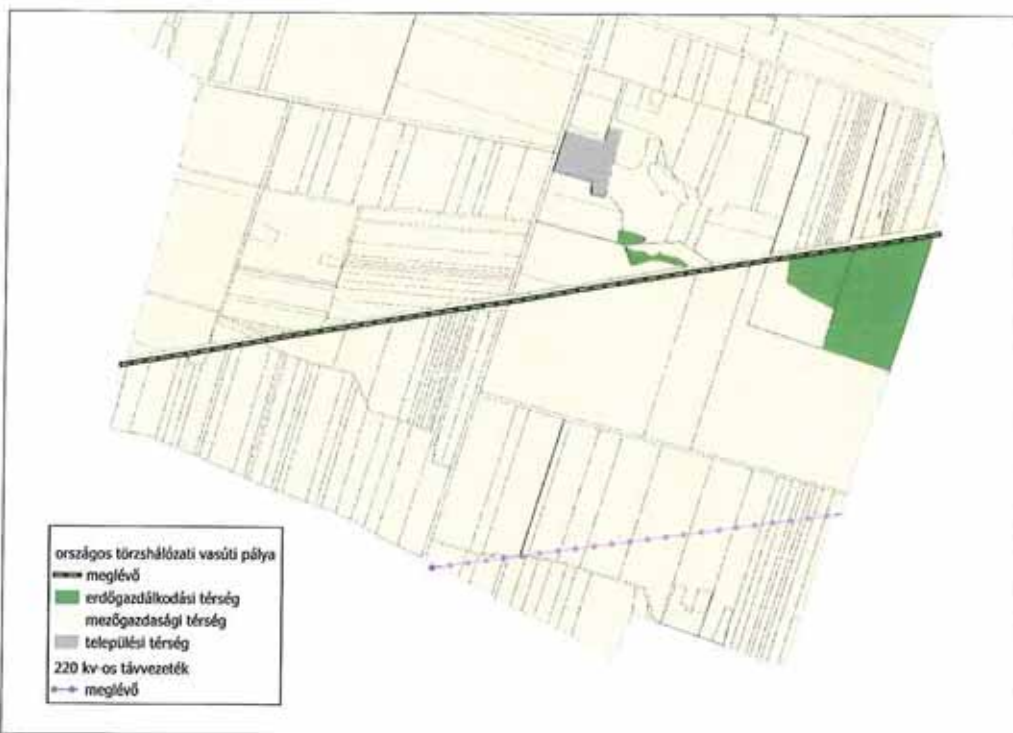 országos törzshálózati vasúti pálya
meglévő
erdőgazdálkodási térség
mezőgazdasági térség
települési térség
220 kv-os távvezeték
meglévő